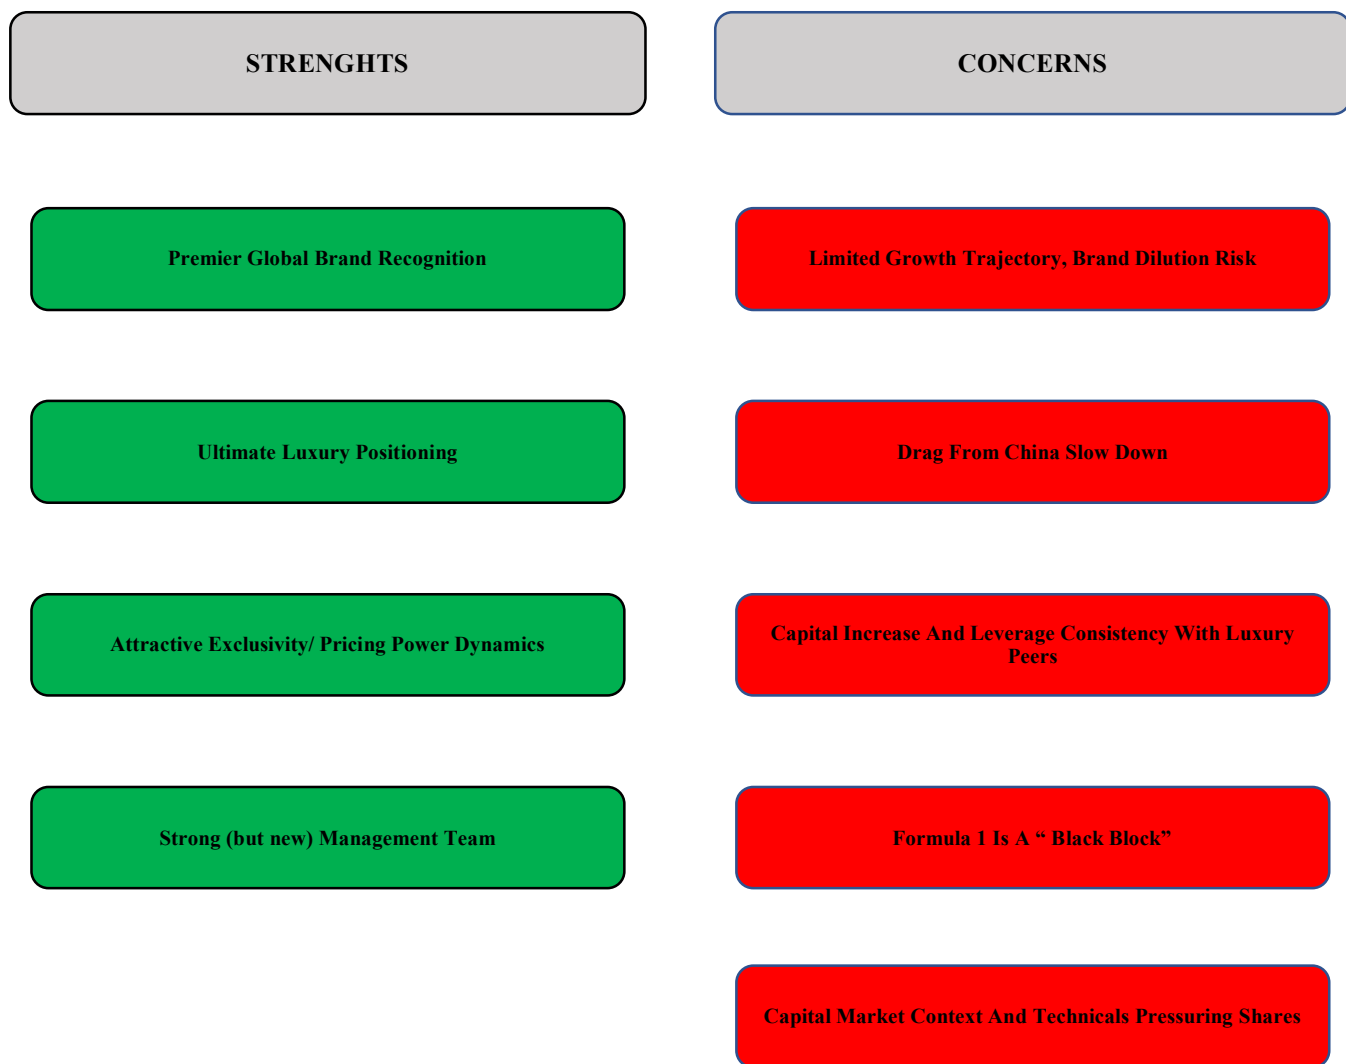 STRENGHTS
CONCERNS
Premier Global Brand Recognition
Limited Growth Trajectory, Brand Dilution Risk
Ultimate Luxury Positioning
Drag From China Slow Down
Attractive Exclusivity/ Pricing Power Dynamics
Capital Increase And Leverage Consistency With Luxury
Peers
Strong (but new) Management Team
Formula 1 Is A “ Black Block”
Capital Market Context And Technicals Pressuring Shares